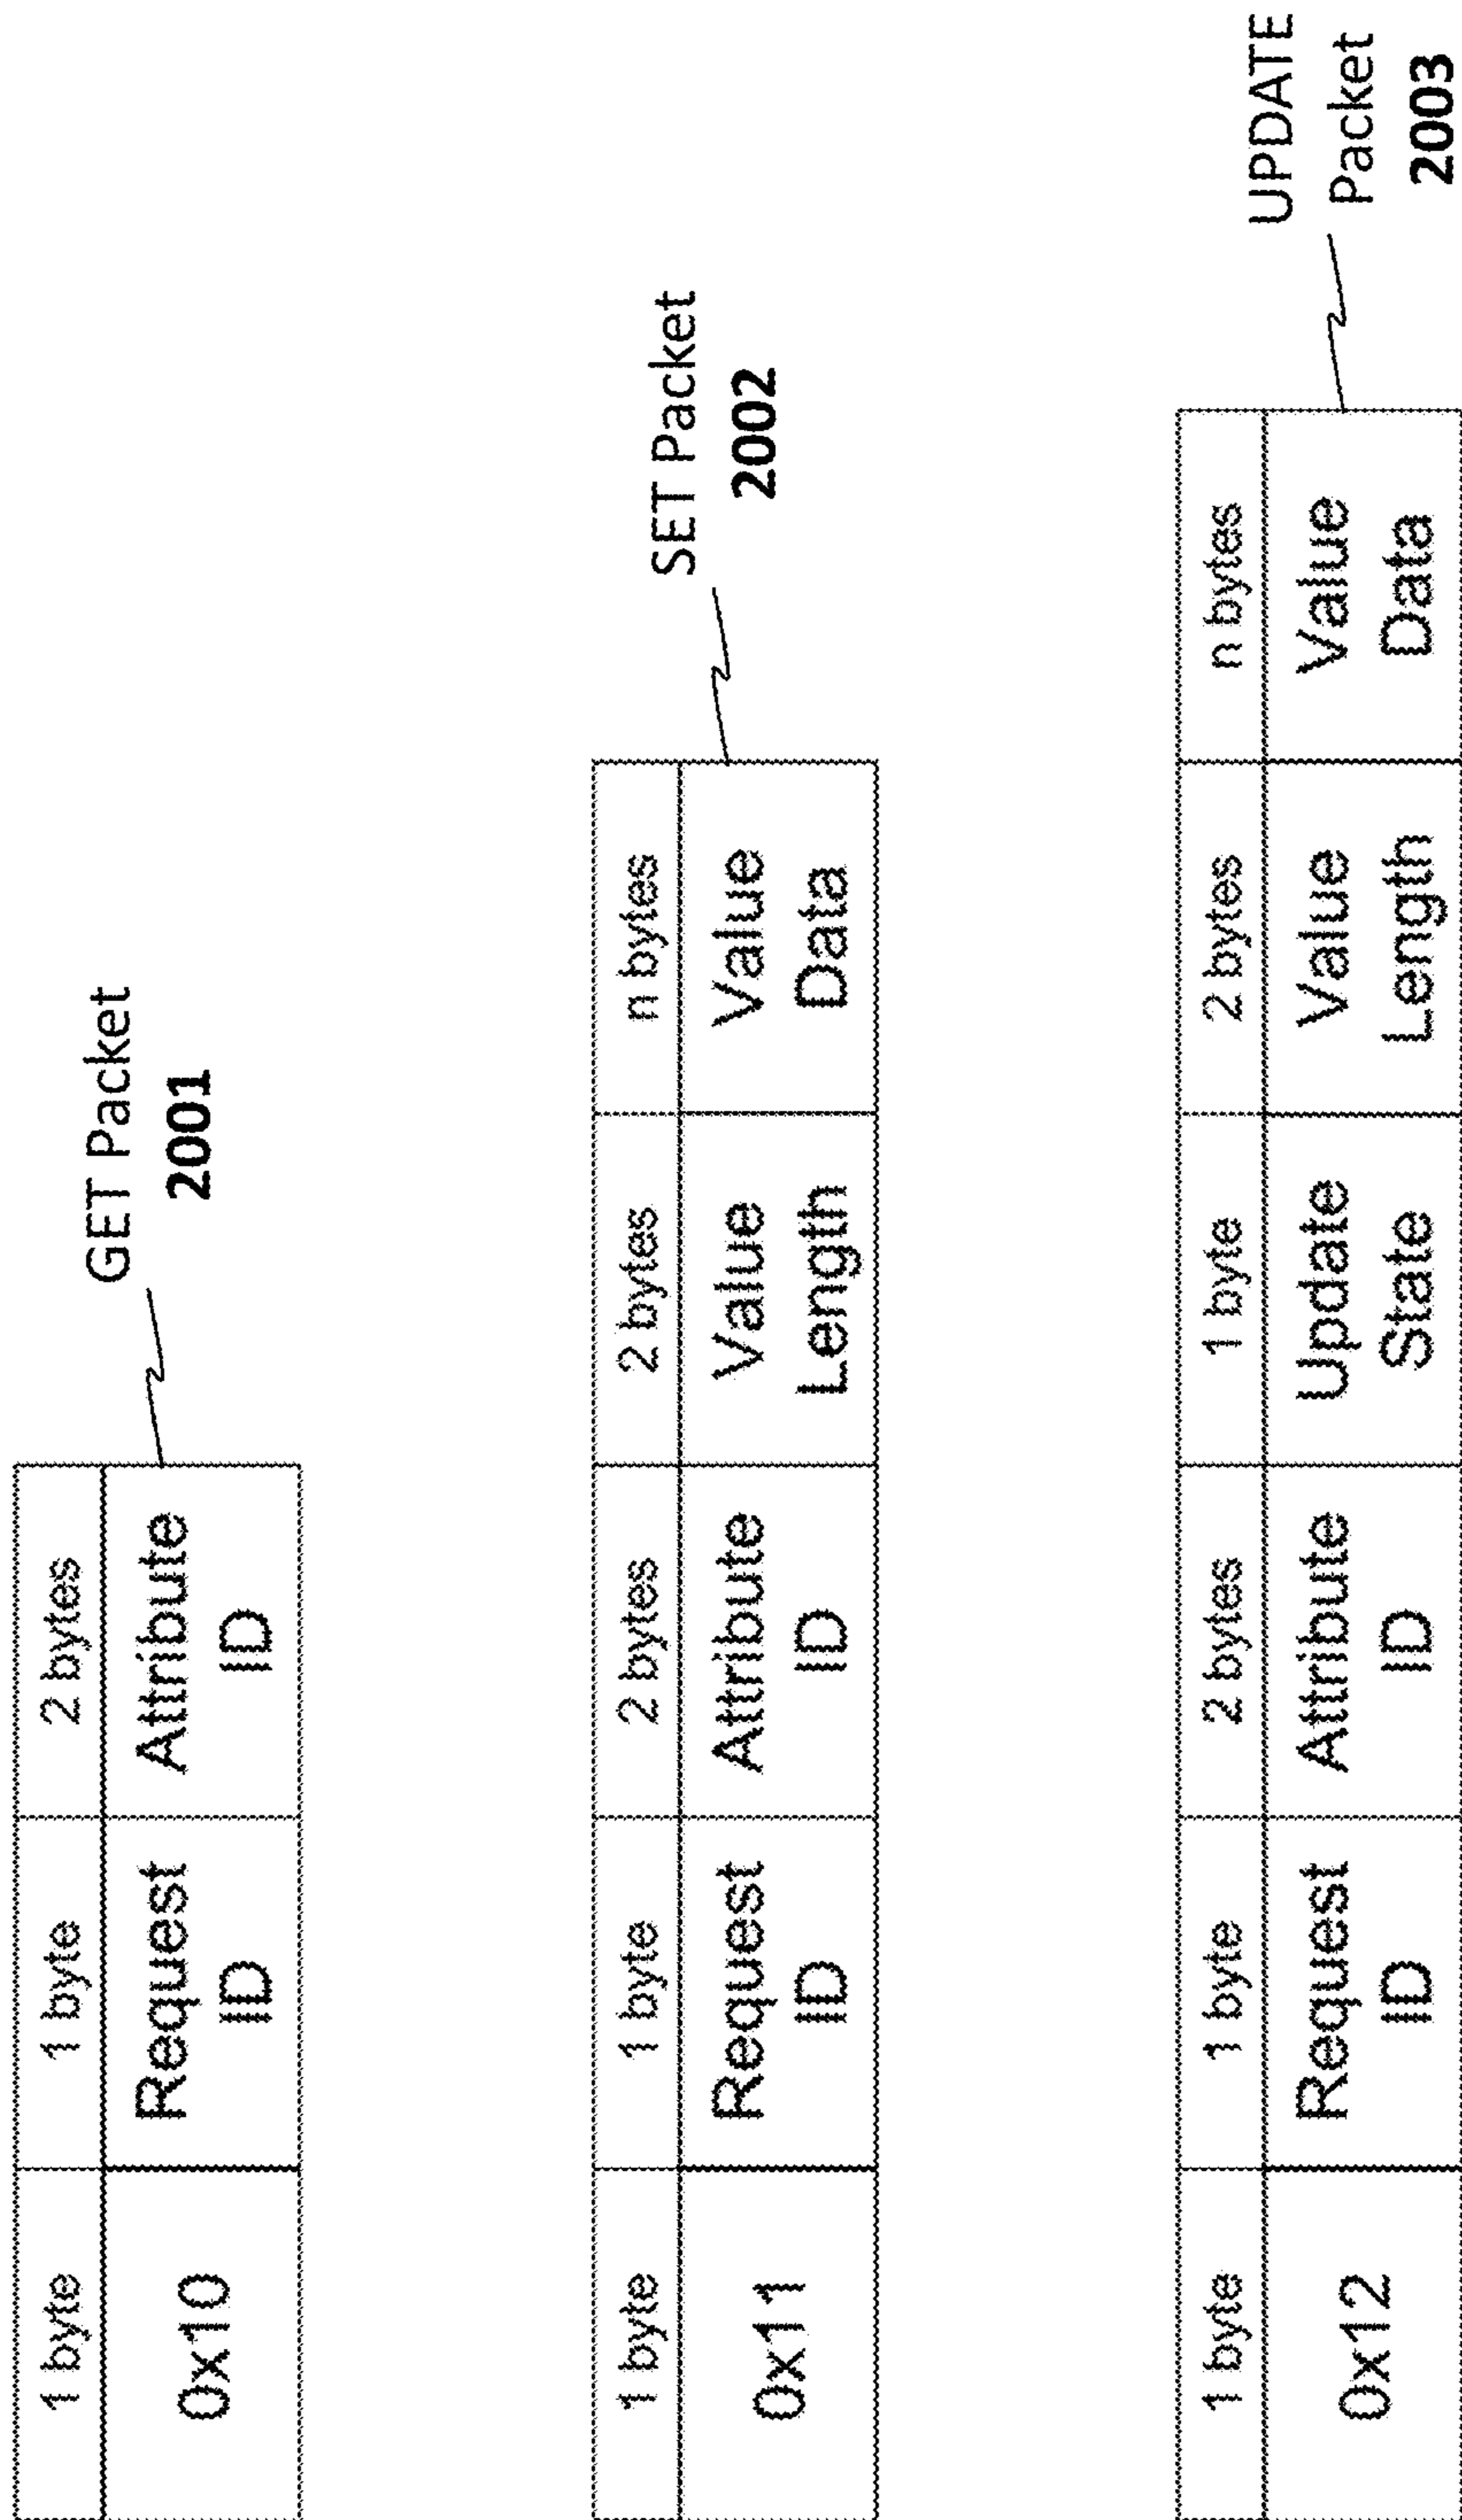 GET Packet
2001
1 byte 1 byte 2 bytes
0x10 Request ID Attribute ID
SET Packet
2002
1 byte 1 byte 2 bytes 2 bytes n bytes
0x11 Request ID Attribute ID Value Length Value Data
UPDATE
Packet
2003
1 byte 1 byte 2 bytes 1 byte 2 bytes n bytes
0x12 Request ID Attribute ID Update State Value Length Value Data